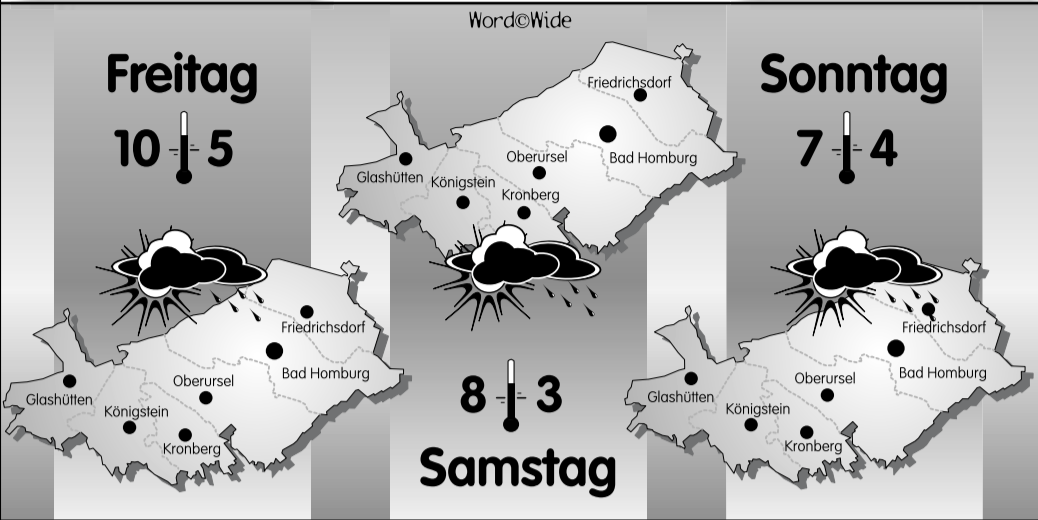 Word©Wide
Freitag
10 5
Friedrichsdorf
Bad Homburg
Oberursel
Glashütten
Königstein
Kronberg
Friedrichsdorf
Bad Homburg
Oberursel
Glashütten
Königstein
Kronberg
8 3
Samstag
Sonntag
7 4
Friedrichsdorf
Bad Homburg
Oberursel
Glashütten
Königstein
Kronberg